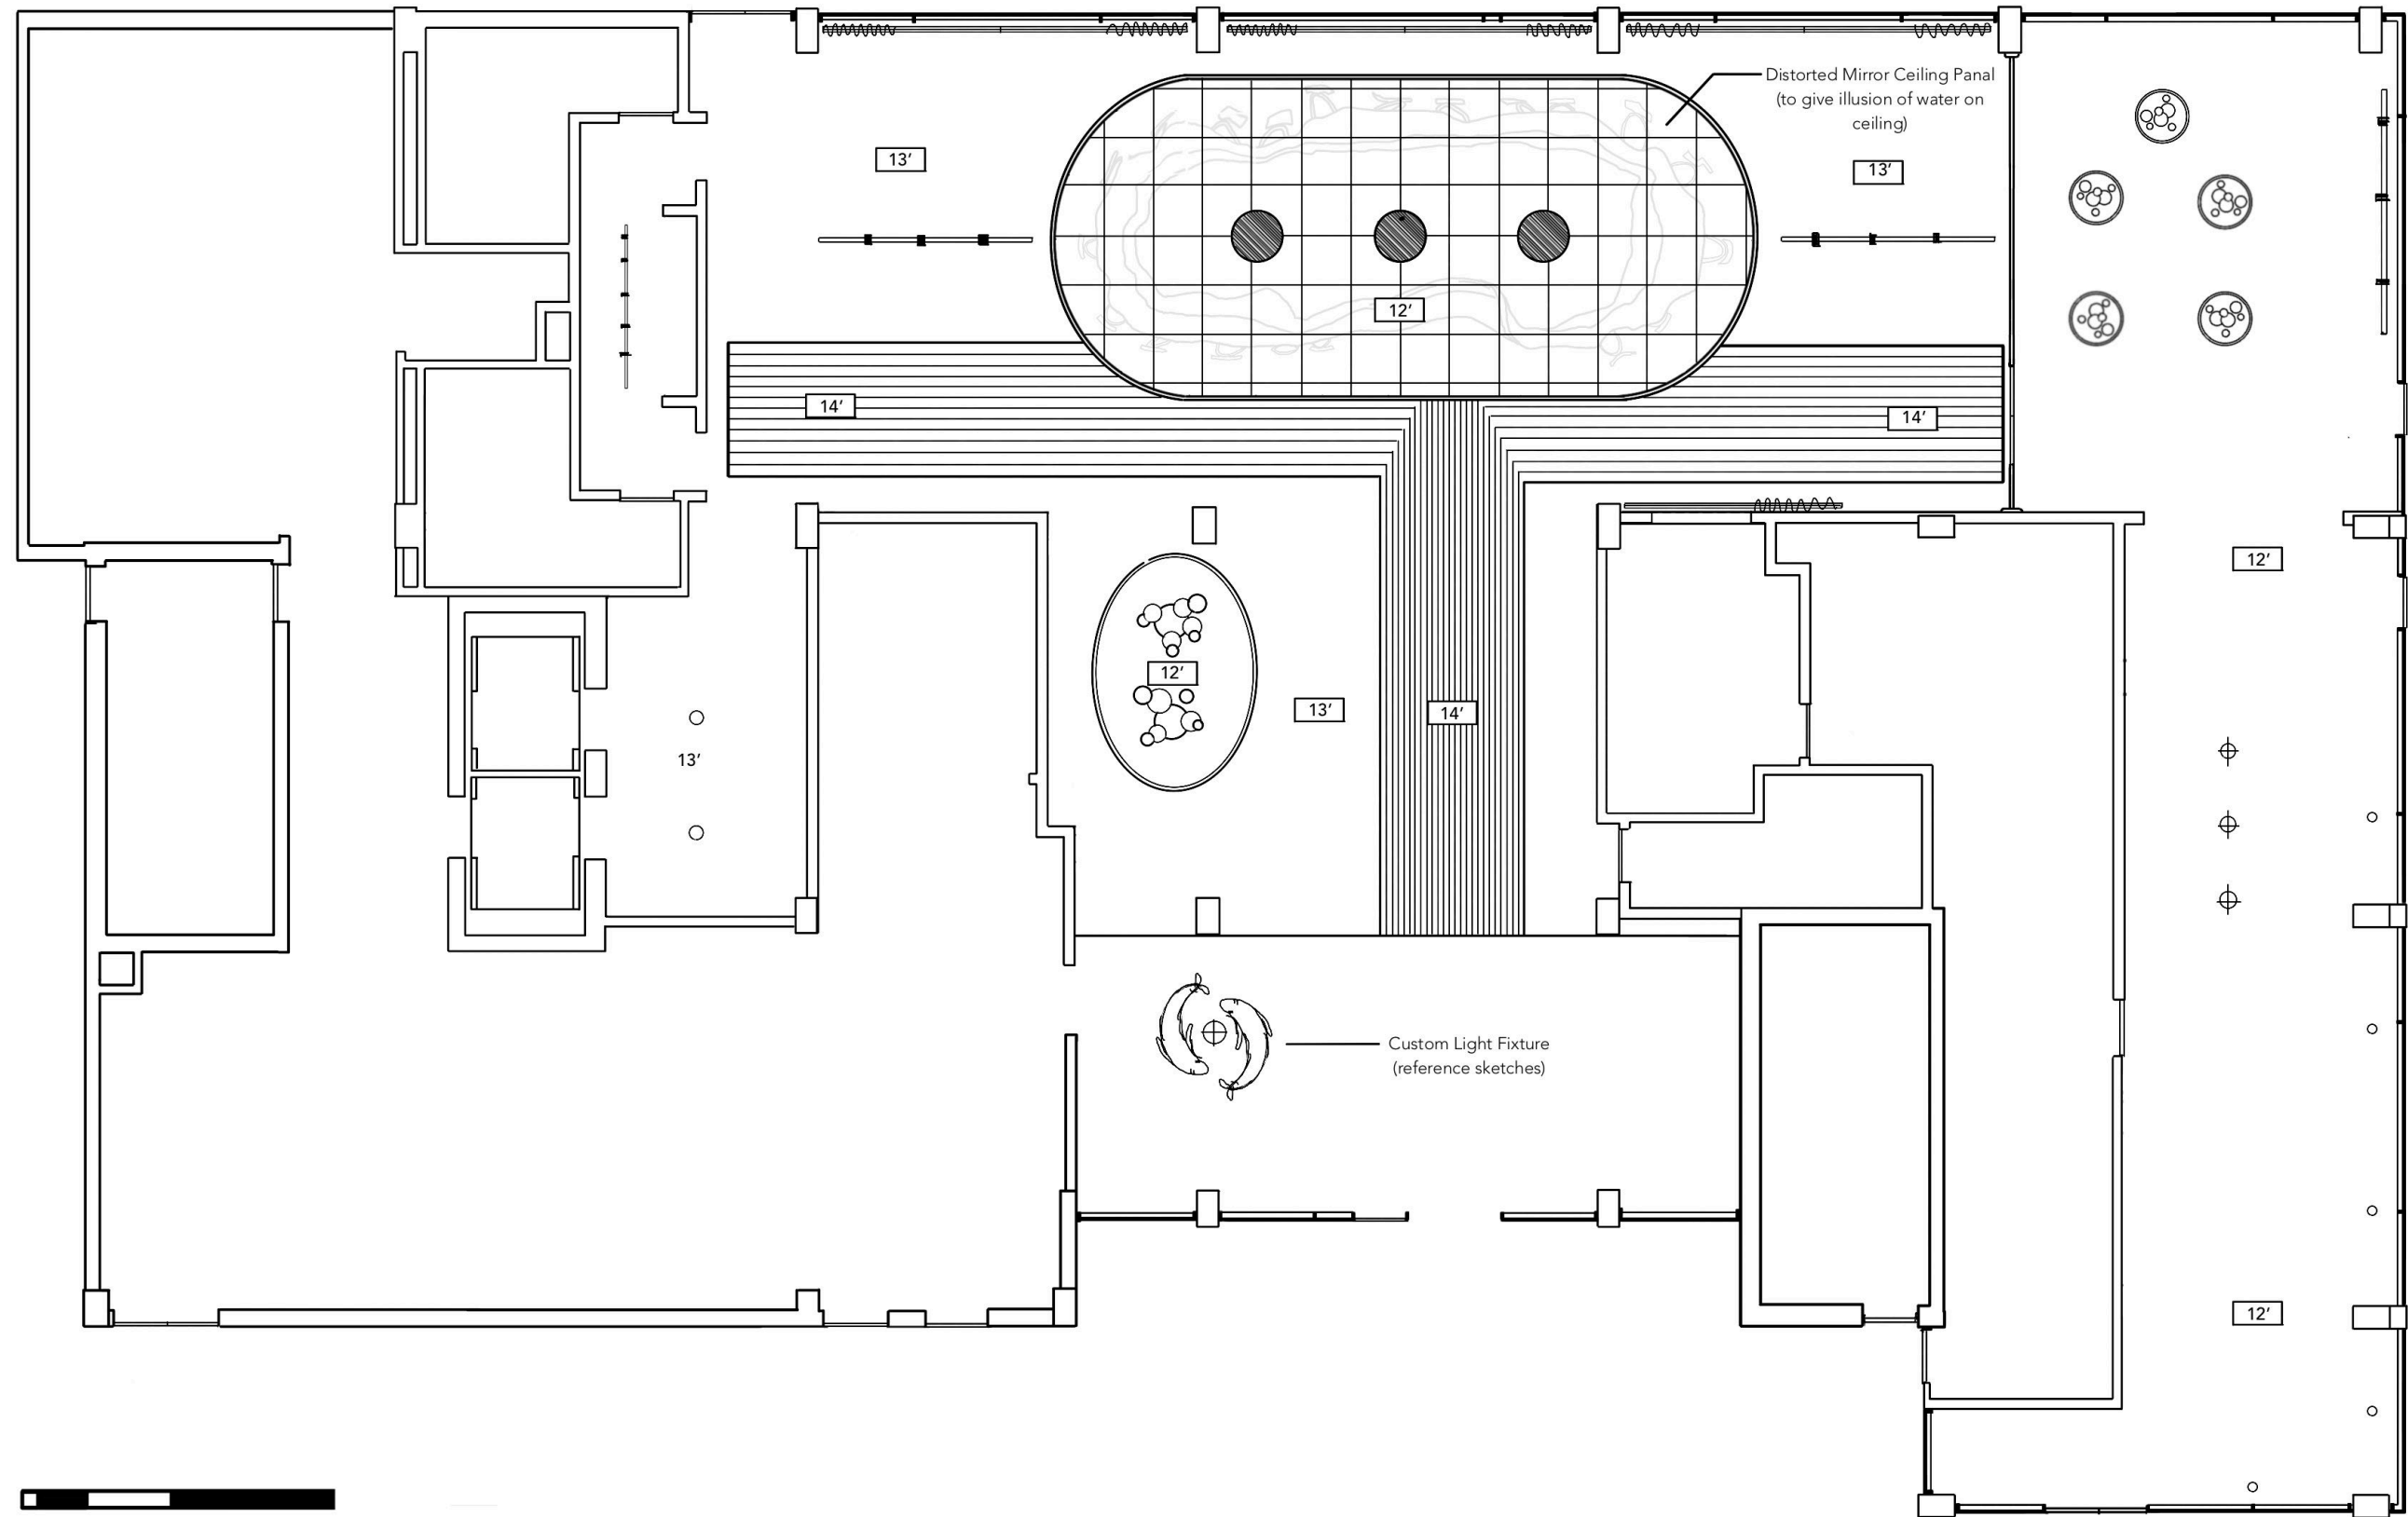 Distorted Mirror Ceiling Panal
(to give illusion of water on
ceiling)
13’
13’
12’
14’
14’
12’
12’
13’
14’
13’
Custom Light Fixture
(reference sketches)
12’